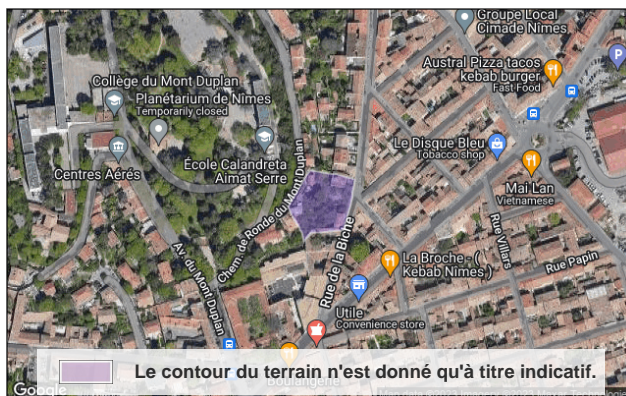 Groupe Local
Cimade Nîmes
Austral Pizza tacos
kebab burger
Fast Food
P
Collège du Mont Duplan
Planétarium de Nîmes
Temporarily closed
Le Disque Bleu
Tobacco shop
Centres Aérés
École Calandreta
Aimat Serre
Mai Lan
Vietnamese
Chem. de Ronde du Mont Duplan
Rue de la Biche
Rue Villars
Av. du Mont
Duplan
La Broche - (
Kebab Nîmes )
Rue Papin
Utile
Convenience store
Le contour du terrain n'est donné qu'à titre indicatif.
Boulangerie
Google